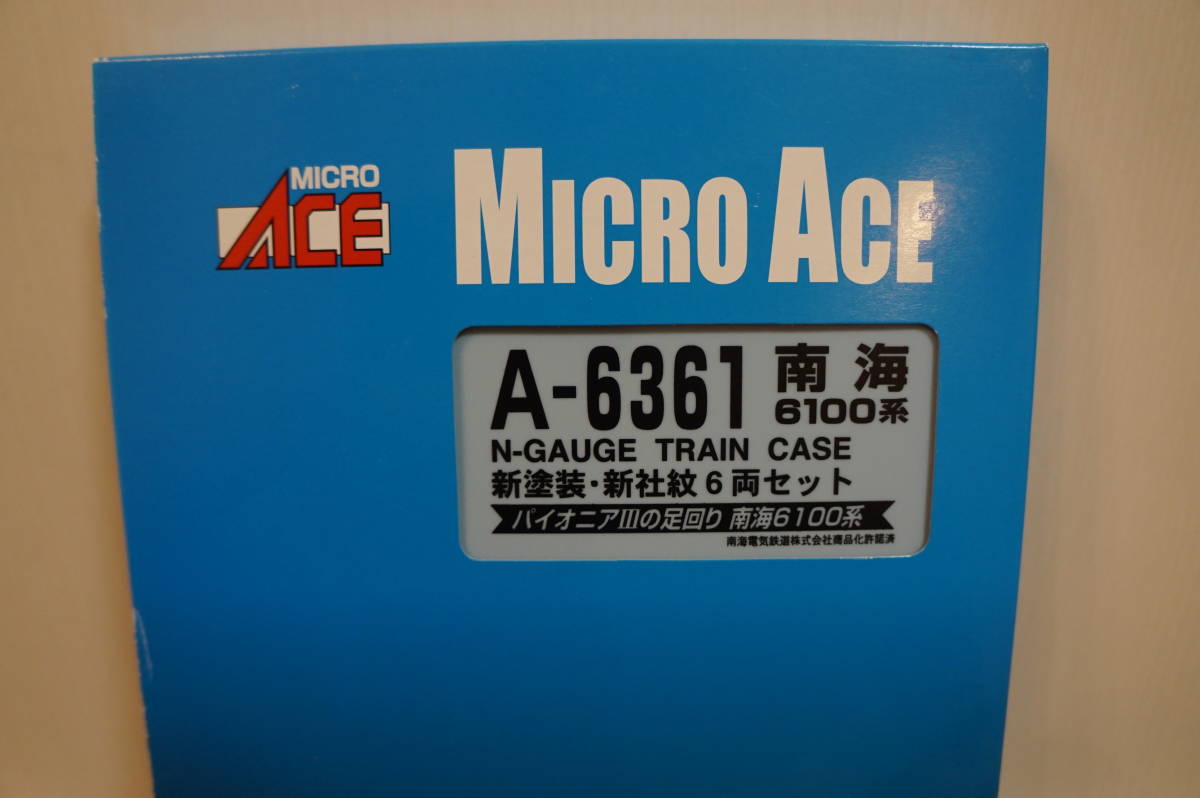 MICRO
ACE
MICRO ACE
A-6361 南海
6100系
N-GAUGE TRAIN CASE
新塗装・新社紋6両セット
パイオニアⅢの足回り 南海6100系
南海電気鉄道株式会社商品化許諾済